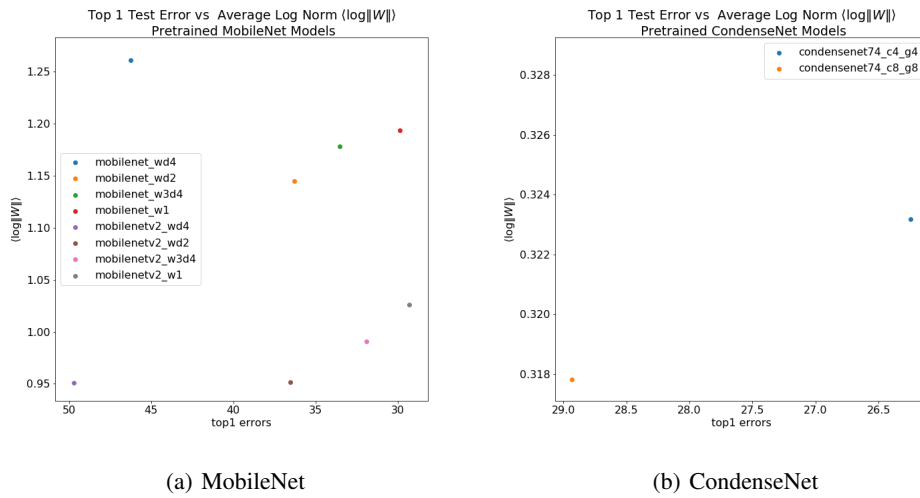 Top 1 Test Error vs Average Log Norm ⟨log‖W‖⟩
Pretrained MobileNet Models
1.25
1.20
1.15
1.10
1.05
1.00
0.95
⟨log‖W‖⟩
mobilenet_wd4
mobilenet_wd2
mobilenet_w3d4
mobilenet_w1
mobilenetv2_wd4
mobilenetv2_wd2
mobilenetv2_w3d4
mobilenetv2_w1
50 45 40 35 30
top1 errors
(a) MobileNet
Top 1 Test Error vs Average Log Norm ⟨log‖W‖⟩
Pretrained CondenseNet Models
condensenet74_c4_g4
condensenet74_c8_g8
0.328
0.326
0.324
0.322
0.320
0.318
⟨log‖W‖⟩
29.0 28.5 28.0 27.5 27.0 26.5
top1 errors
(b) CondenseNet